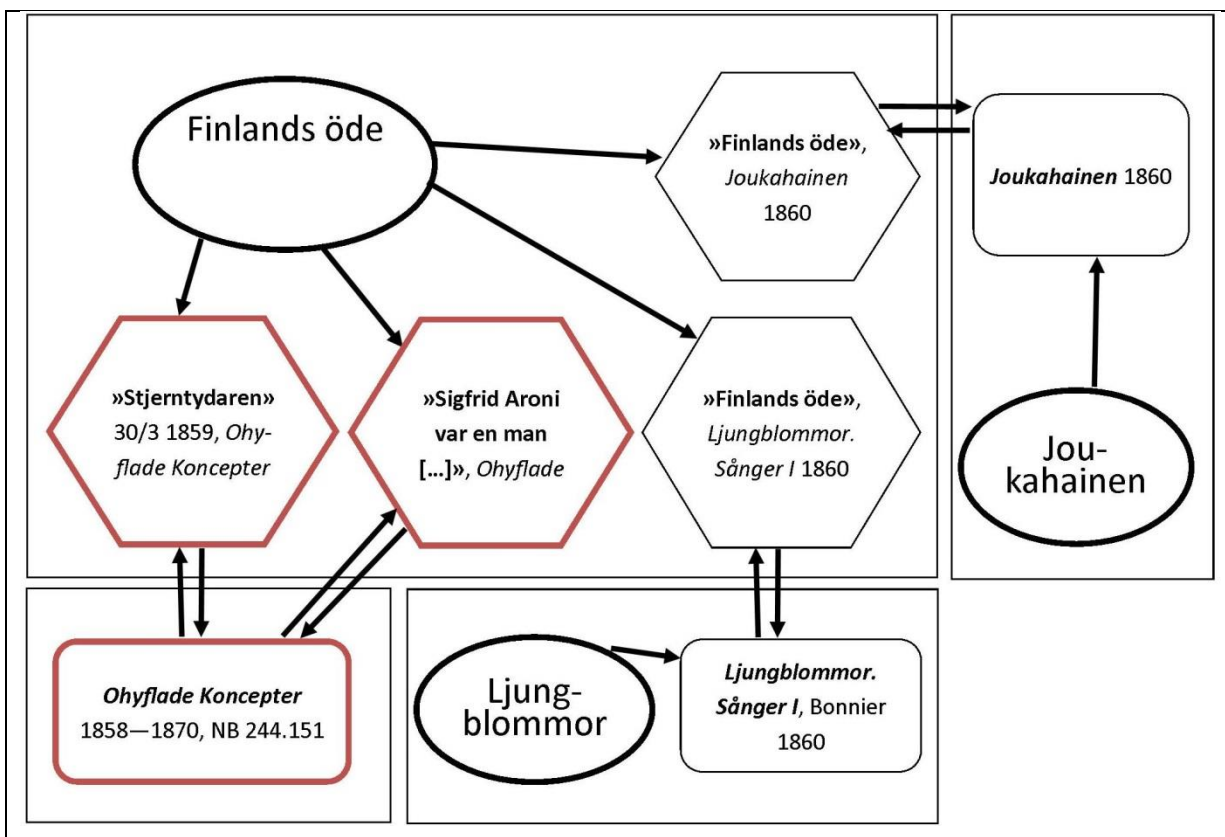 Finlands öde
»Finlands öde»,
Joukahainen
1860
Joukahainen 1860
»Stjerntydaren»
30/3 1859, Ohy-
flade Koncepter
»Sigfrid Aroni
var en man
[...]», Ohyflade
»Finlands öde»,
Ljungblommor.
Sånger I 1860
Jou-
kahainen
Ohyflade Koncepter
1858—1870, NB 244.151
Ljung-
blommor
Ljungblommor.
Sånger I, Bonnier
1860